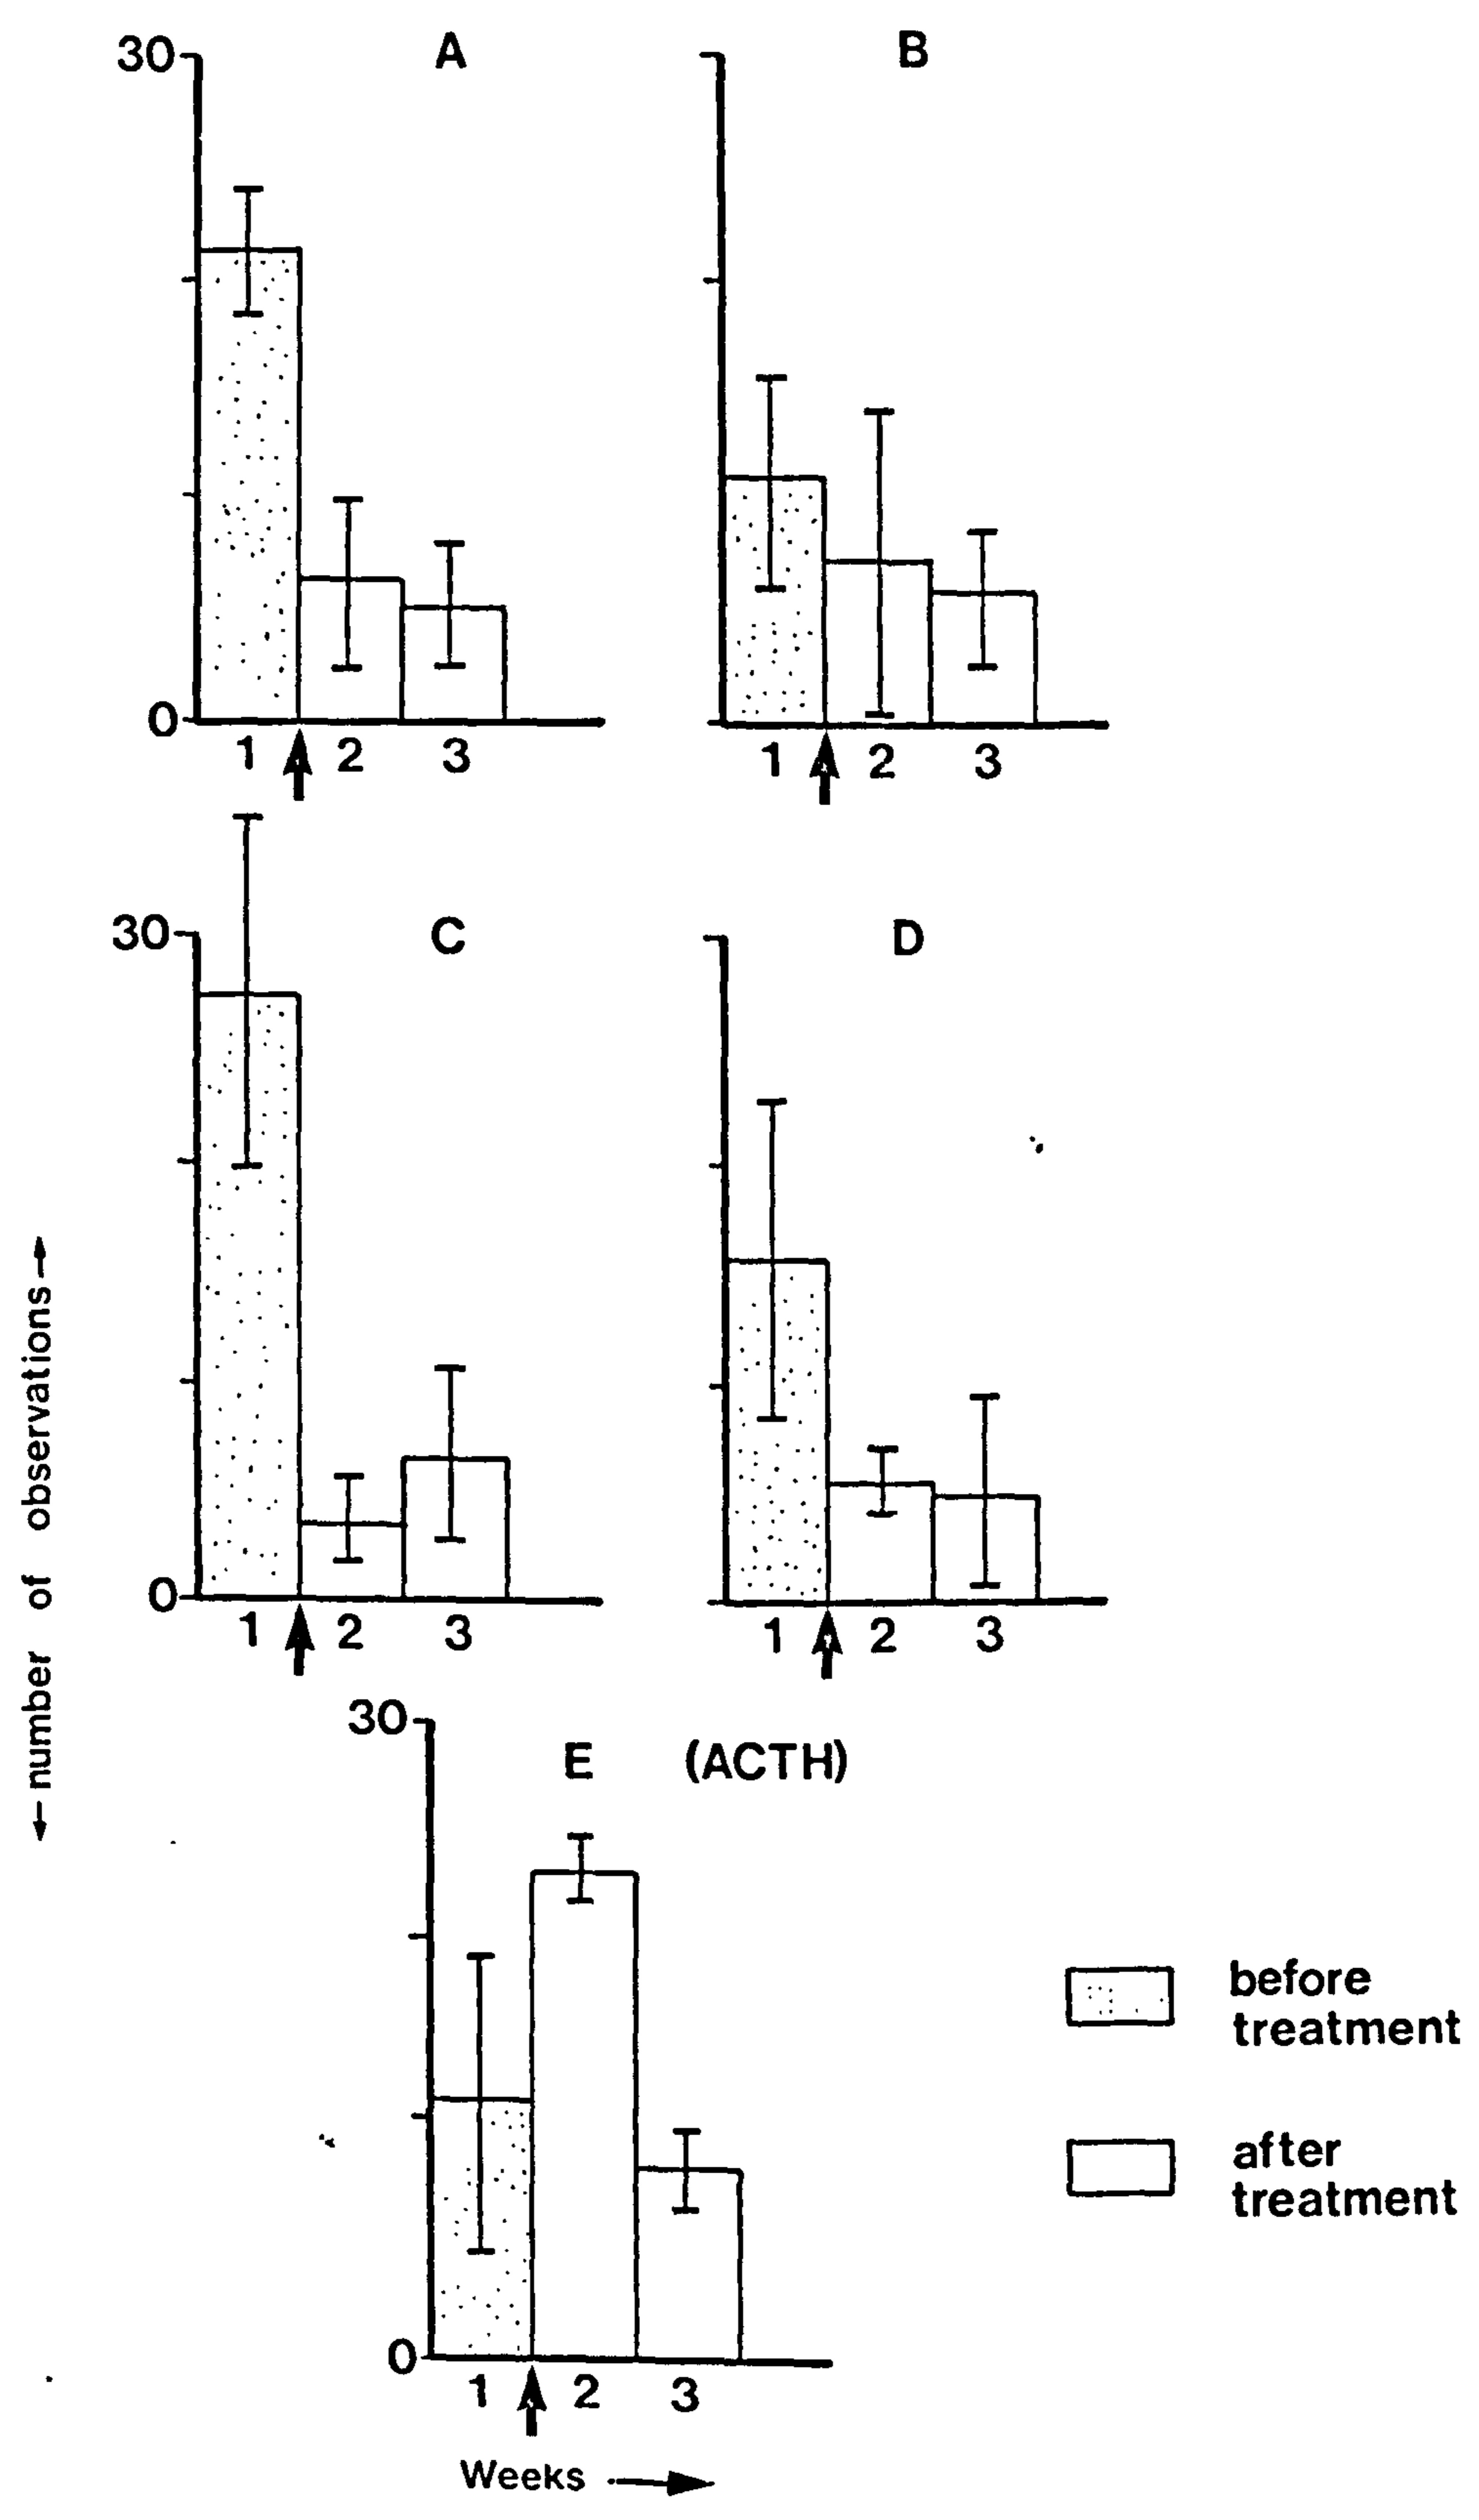 A
B
30
0
1 2 3
1 2 3
C
D
30
0
1 2 3
1 2 3
number of observations
E (ACTH)
30
0
1 2 3
Weeks
before
treatment
after
treatment